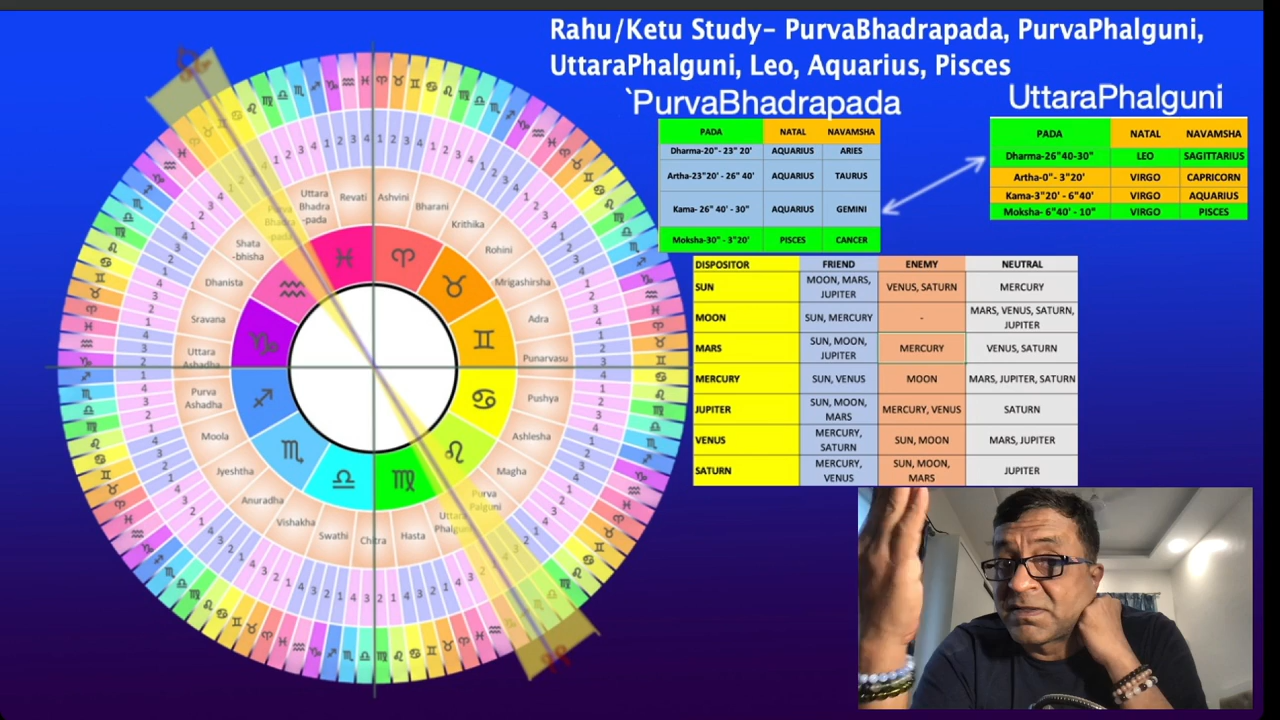 Rahu/Ketu Study- PurvaBhadrapada, PurvaPhalguni,
UttaraPhalguni, Leo, Aquarius, Pisces
`PurvaBhadrapada
PADA NATAL NAVAMSHA
Dharma-20"- 23" 20' AQUARIUS ARIES
Artha-23"20' - 26" 40' AQUARIUS TAURUS
Kama- 26" 40' - 30" AQUARIUS GEMINI
Moksha-30" - 3"20' PISCES CANCER
UttaraPhalguni
PADA NATAL NAVAMSHA
Dharma-26"40-30" LEO SAGITTARIUS
Artha-0"- 3"20' VIRGO CAPRICORN
Kama-3"20' - 6"40' VIRGO AQUARIUS
Moksha- 6"40' - 10" VIRGO PISCES
DISPOSITOR FRIEND ENEMY NEUTRAL
SUN MOON, MARS, JUPITER VENUS, SATURN MERCURY
MOON SUN, MERCURY - MARS, VENUS, SATURN, JUPITER
MARS SUN, MOON, JUPITER MERCURY VENUS, SATURN
MERCURY SUN, VENUS MOON MARS, JUPITER, SATURN
JUPITER SUN, MOON, MARS MERCURY, VENUS SATURN
VENUS MERCURY, SATURN SUN, MOON MARS, JUPITER
SATURN MERCURY, VENUS SUN, MOON, MARS JUPITER
Ashvini
Bharani
Krithika
Rohini
Mrigashirsha
Adra
Punarvasu
Pushya
Ashlesha
Magha
Purva
Palguni
Uttara
Phalguni
Hasta
Chitra
Swathi
Vishakha
Anuradha
Jyeshtha
Moola
Purva
Ashadha
Uttara
Ashadha
Sravana
Dhanista
Shata
-bhisha
Purva
Bhadra
-pada
Uttara
Bhadra
-pada
Revati